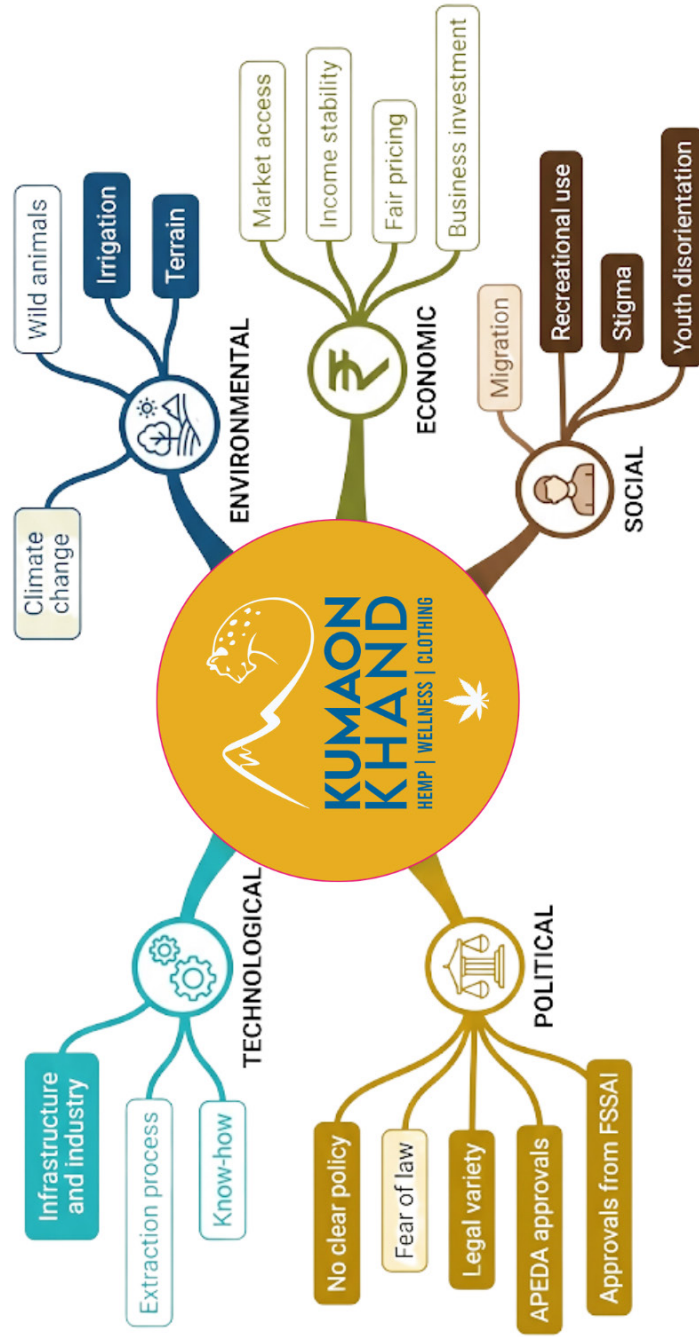 Infrastructure
and industry
Extraction process
Know-how
TECHNOLOGICAL
Climate
change
Wild animals
Irrigation
Terrain
ENVIRONMENTAL
Market access
Income stability
Fair pricing
Business investment
ECONOMIC
₹
KUMAON
KHAND
HEMP | WELLNESS | CLOTHING
No clear policy
Fear of law
Legal variety
APEDA approvals
Approvals from FSSAI
POLITICAL
Migration
Recreational use
Stigma
Youth disorientation
SOCIAL